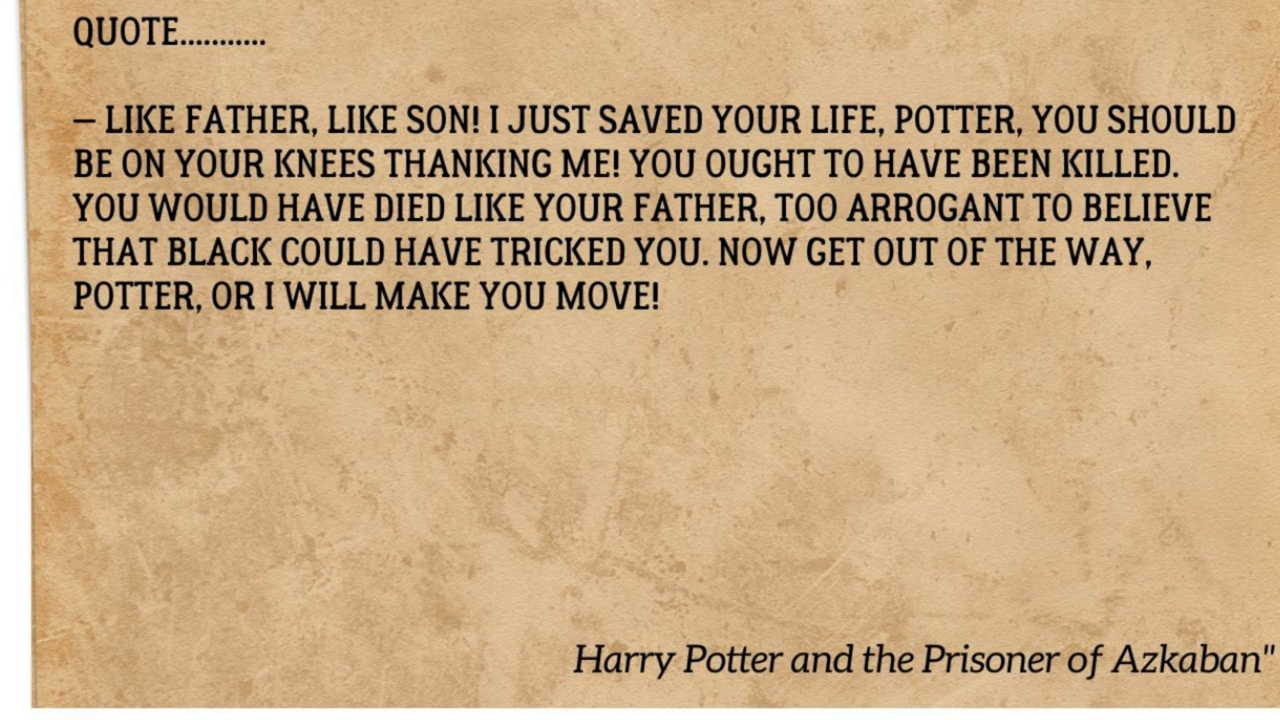 QUOTE...........
– LIKE FATHER, LIKE SON! I JUST SAVED YOUR LIFE, POTTER, YOU SHOULD
BE ON YOUR KNEES THANKING ME! YOU OUGHT TO HAVE BEEN KILLED.
YOU WOULD HAVE DIED LIKE YOUR FATHER, TOO ARROGANT TO BELIEVE
THAT BLACK COULD HAVE TRICKED YOU. NOW GET OUT OF THE WAY,
POTTER, OR I WILL MAKE YOU MOVE!
Harry Potter and the Prisoner of Azkaban"